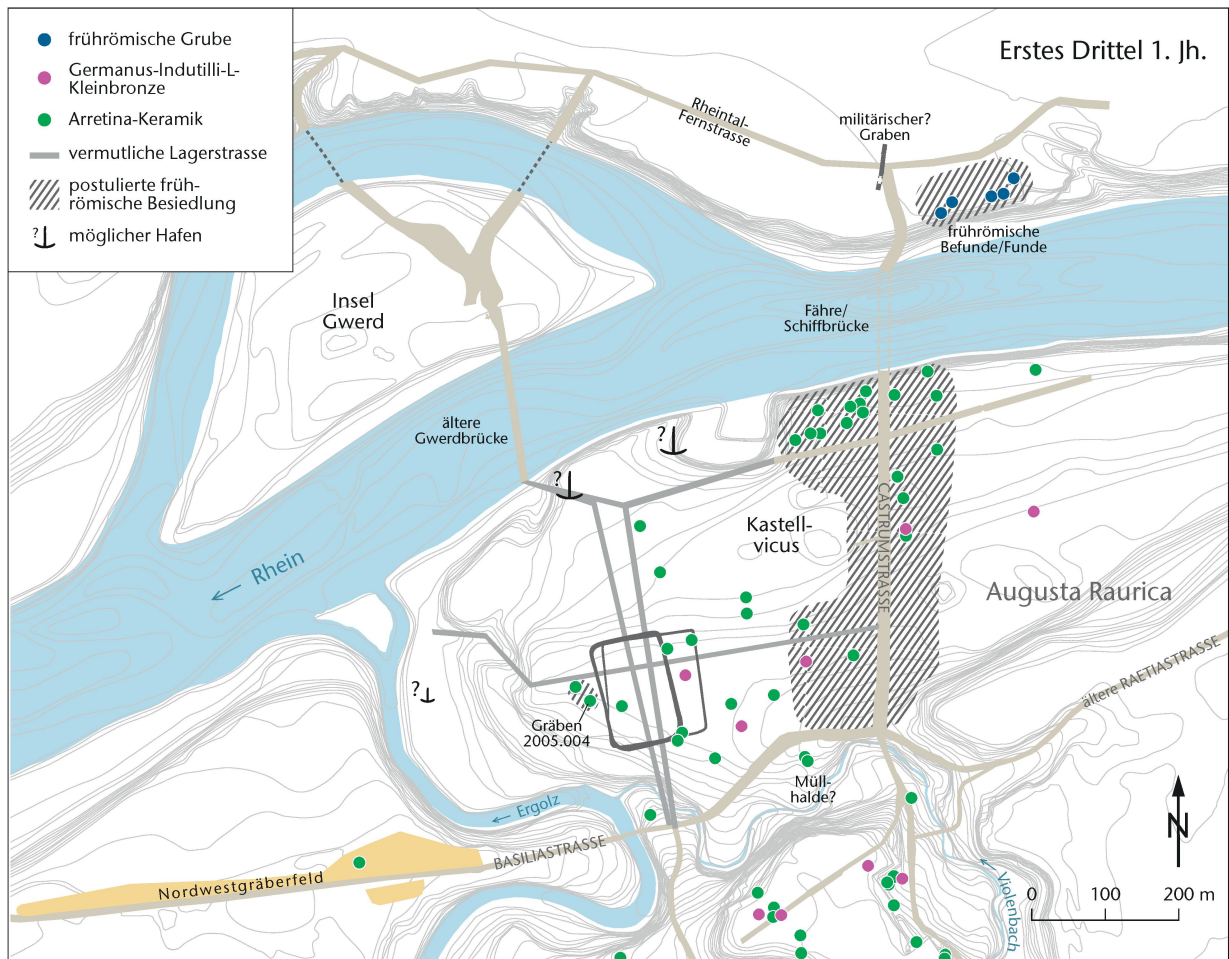 frührömische Grube
Germanus-Indutilli-L-
Kleinbronze
Arretina-Keramik
vermutliche Lagerstrasse
postulierte früh-
römische Besiedlung
?
möglicher Hafen
Erstes Drittel 1. Jh.
Rheintal-
Fernstrasse
militärischer?
Graben
frührömische
Befunde/Funde
Insel
Gwerd
Fähre/
Schiffbrücke
ältere
Gwerdbrücke
?
?
Kastell-
vicus
CASTRUMSTRASSE
Rhein
Augusta Raurica
ältere RAETIASTRASSE
?
Gräben
2005.004
Müll-
halde?
Ergolz
BASILIASTRASSE
Nordwestgräberfeld
Violenbach
N
0 100 200 m